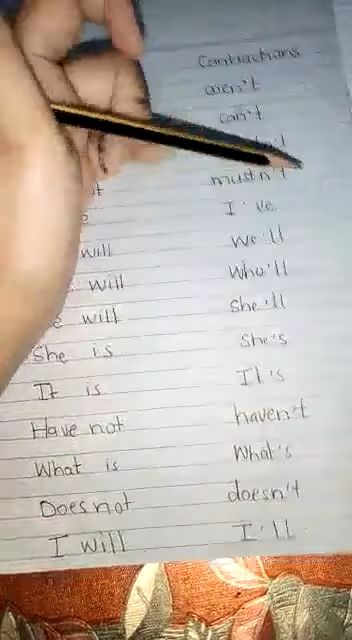 Contractions
aren't
can't
mustn't
I've
will We'll
will Who'll
will She'll
She is She's
It is It's
Have not haven't
What is What's
Does not doesn't
I will I'll